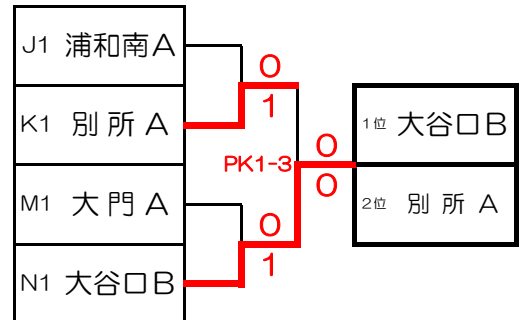 J1 浦和南A
K1 別所A
M1 大門A
N1 大谷口B
0
1
0
1
PK1-3
0
0
1位 大谷口B
2位 別所A